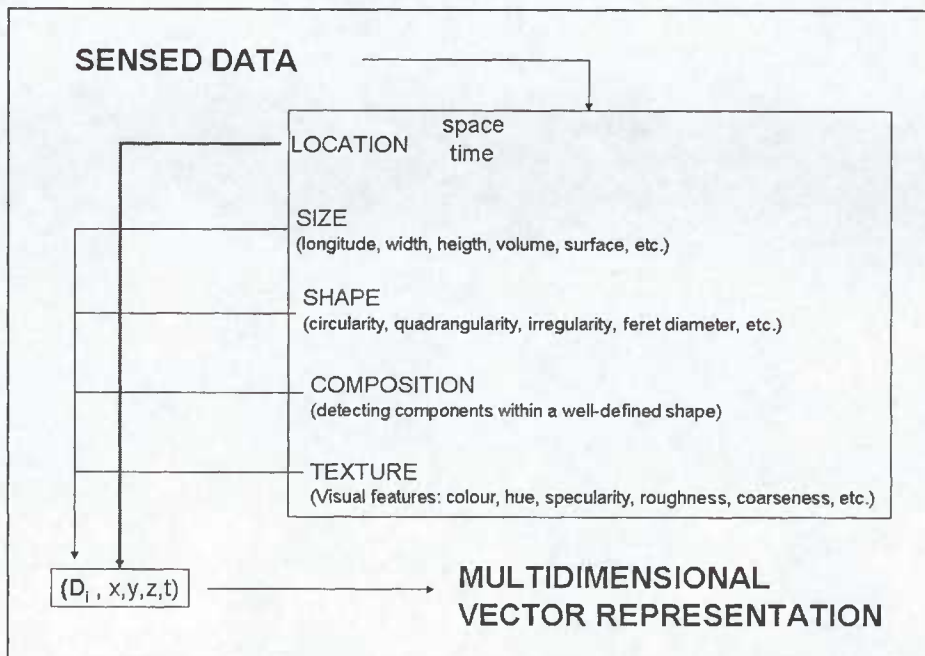 SENSED DATA
space
time
LOCATION
SIZE
(longitude, width, heigth, volume, surface, etc.)
SHAPE
(circularity, quadrangularity, irregularity, feret diameter, etc.)
COMPOSITION
(detecting components within a well-defined shape)
TEXTURE
(Visual features: colour, hue, specularity, roughness, coarseness, etc.)
(Di , x,y,z,t)
MULTIDIMENSIONAL
VECTOR REPRESENTATION